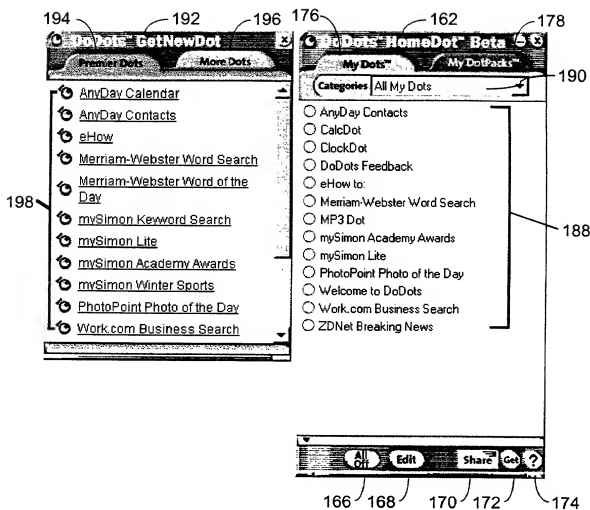 194 192 196
DoDots™ GetNewDot x
Premier Dots More Dots
AnyDay Calendar
AnyDay Contacts
eHow
Merriam-Webster Word Search
Merriam-Webster Word of the
Day
mySimon Keyword Search
mySimon Lite
mySimon Academy Awards
mySimon Winter Sports
PhotoPoint Photo of the Day
Work.com Business Search
198
176 162 178
DoDots™ HomeDot™ Beta x
My Dots™ My DotPacks™
Categories All My Dots
190
AnyDay Contacts
CalcDot
ClockDot
DoDots Feedback
eHow to:
Merriam-Webster Word Search
MP3 Dot
mySimon Academy Awards
mySimon Lite
PhotoPoint Photo of the Day
Welcome to DoDots
Work.com Business Search
ZDNet Breaking News
188
All Off Edit Share Get ?
166 168 170 172 174